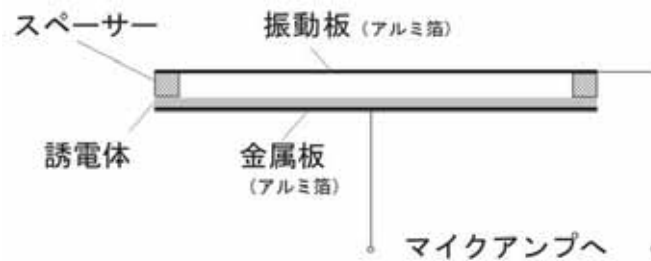 スペーサー
振動板（アルミ箔）
誘電体
金属板
（アルミ箔）
マイクアンプへ